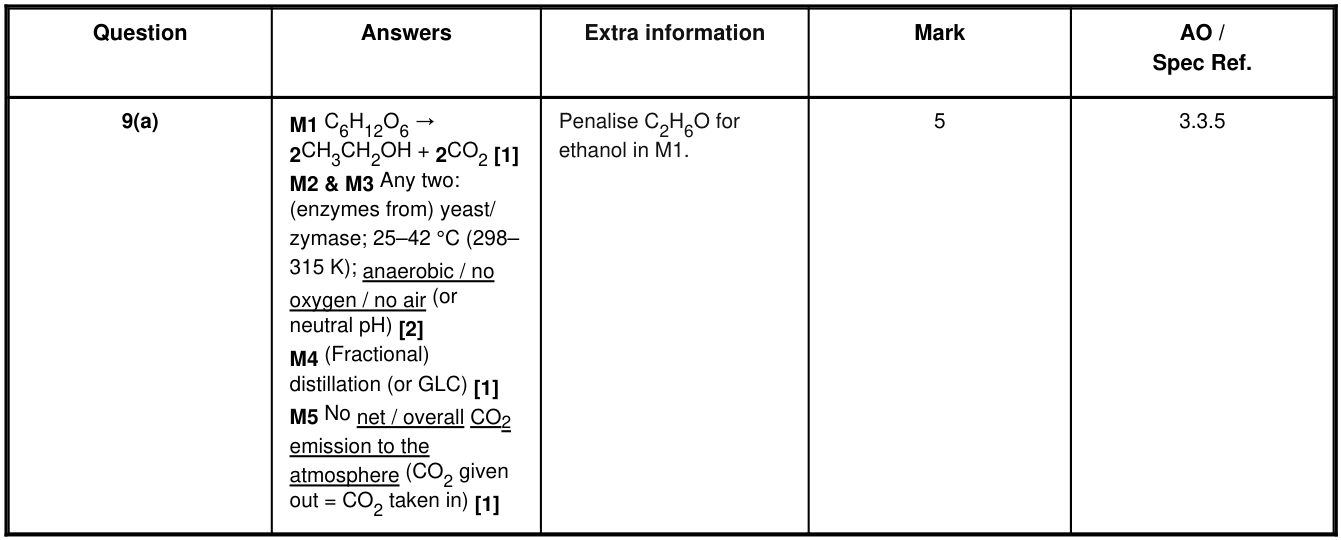 Question Answers Extra information Mark AO /
Spec Ref.
9(a) M1 C₆H₁₂O₆ → Penalise C₂H₆O for 5 3.3.5
2CH₃CH₂OH + 2CO₂ [1] ethanol in M1.
M2 & M3 Any two:
(enzymes from) yeast/
zymase; 25–42 °C (298–
315 K); anaerobic / no
oxygen / no air (or
neutral pH) [2]
M4 (Fractional)
distillation (or GLC) [1]
M5 No net / overall CO₂
emission to the
atmosphere (CO₂ given
out = CO₂ taken in) [1]